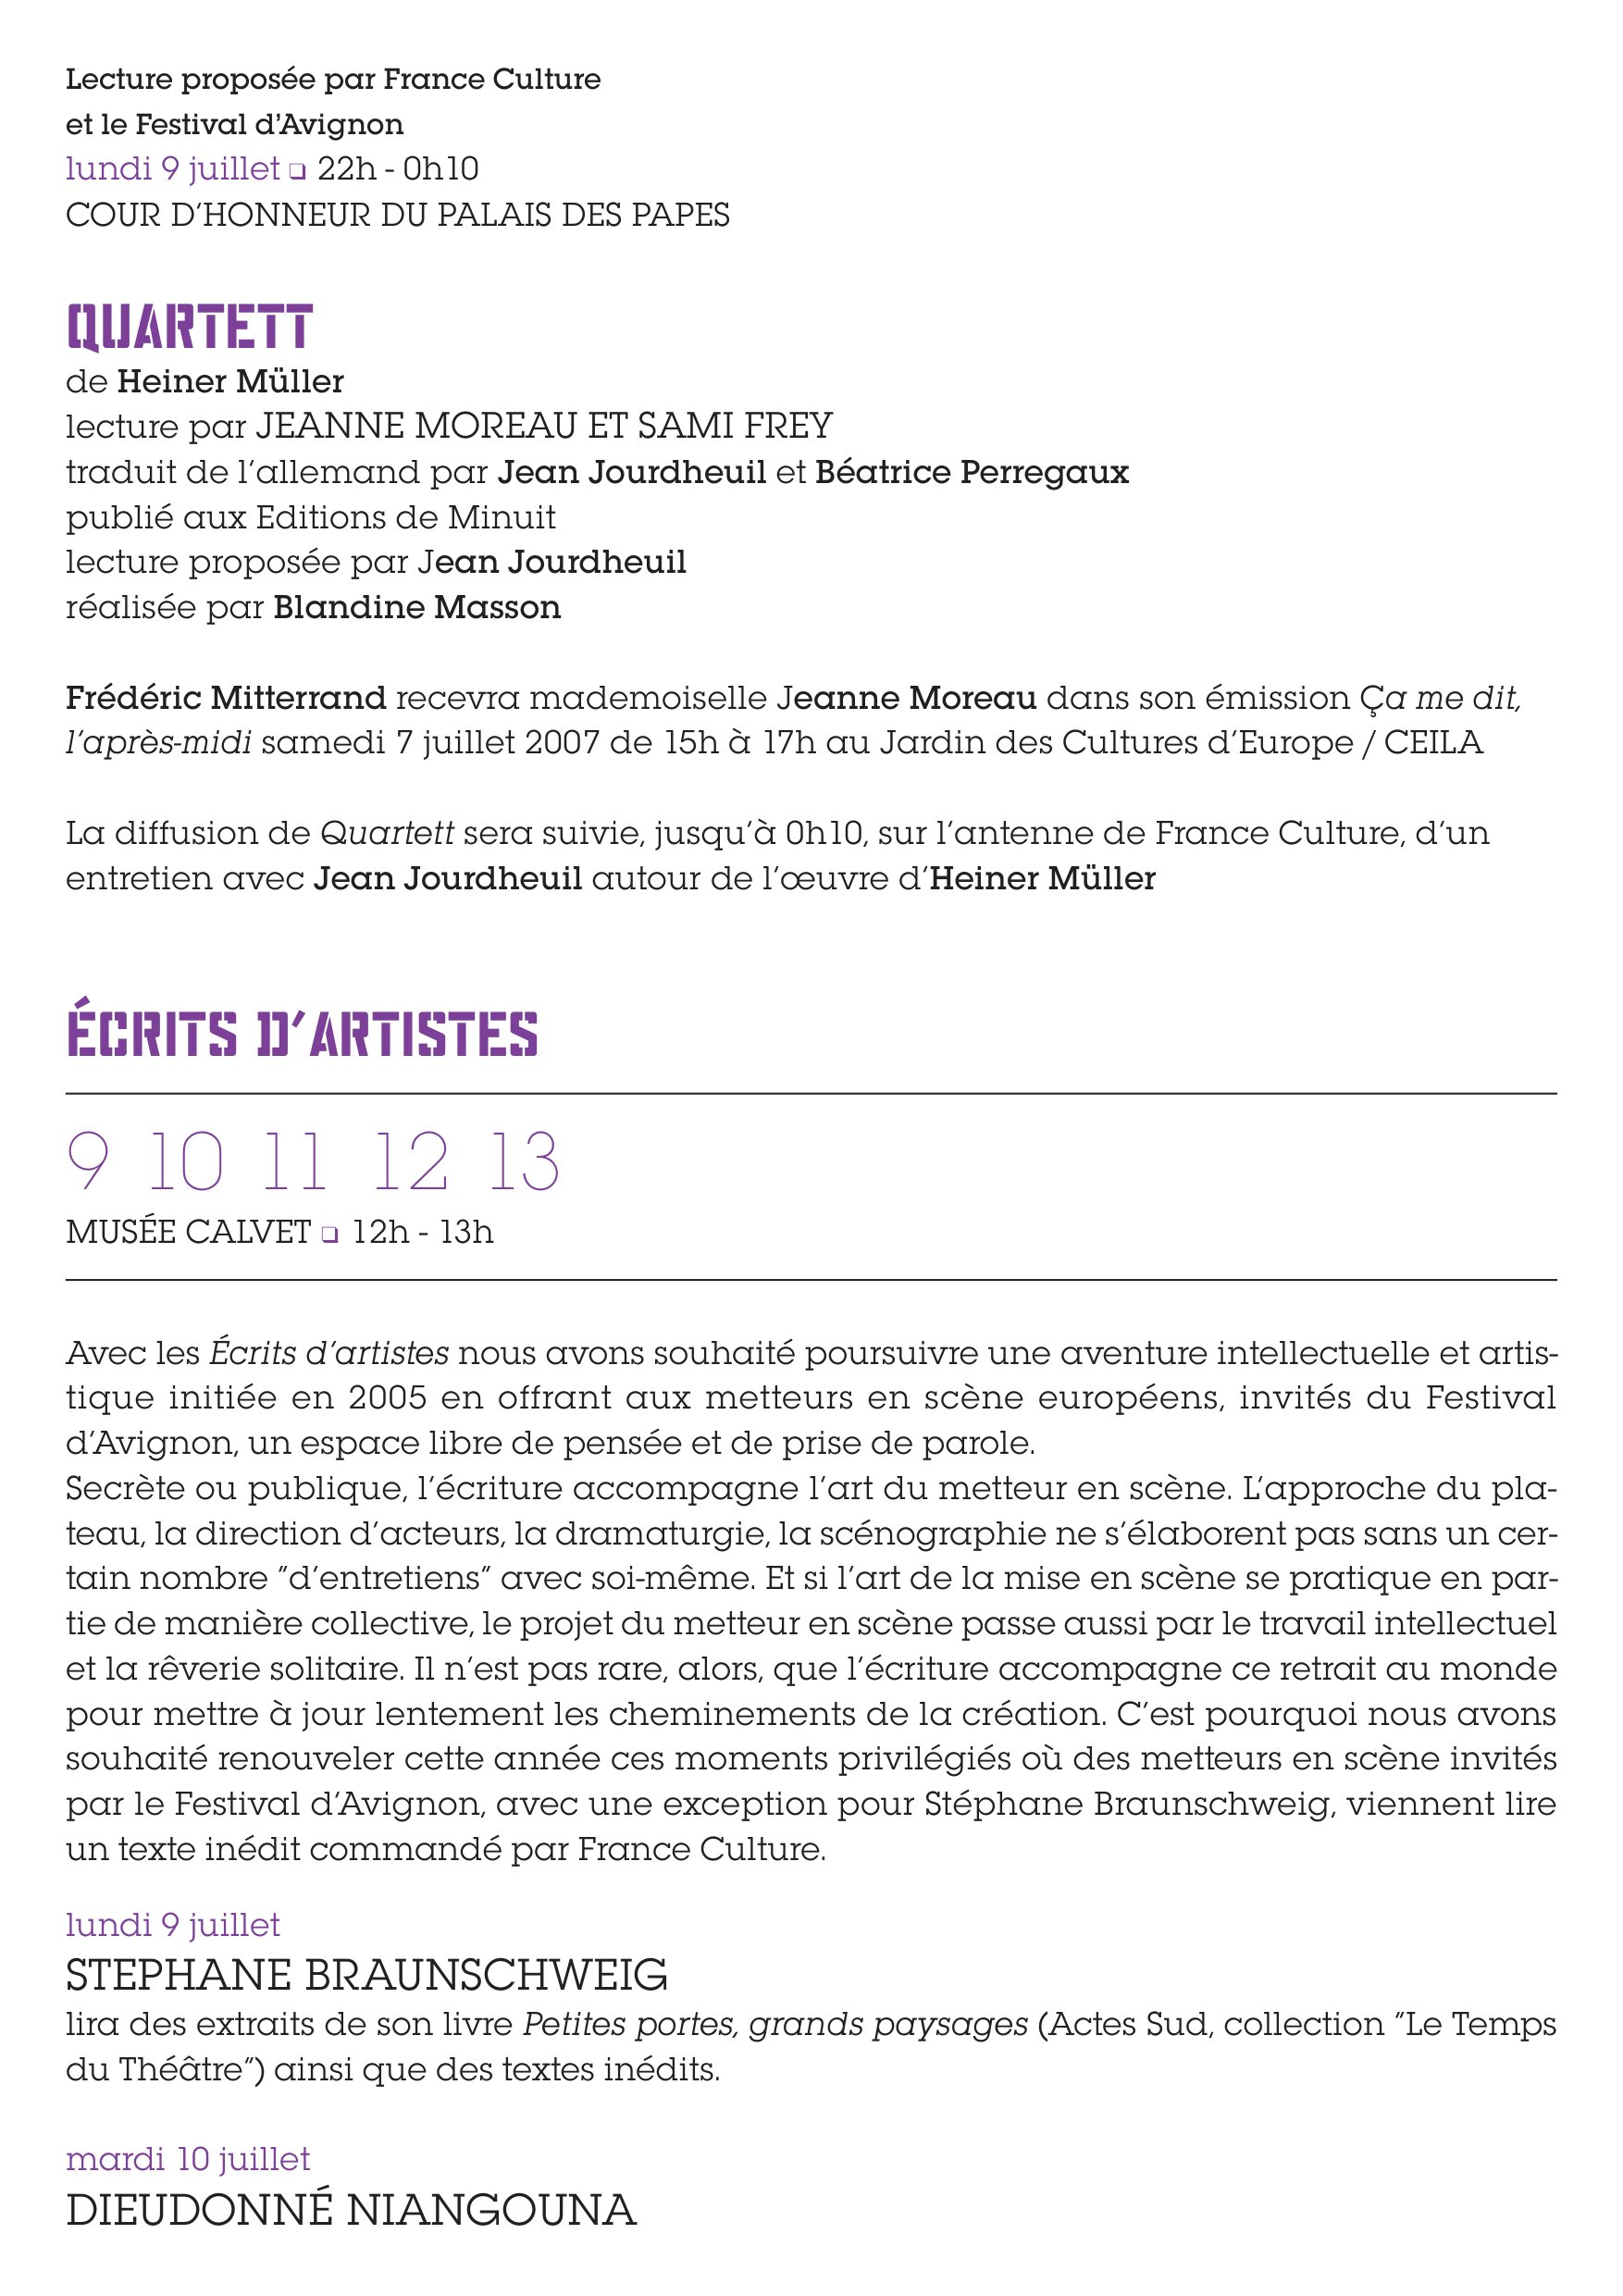 Lecture proposée par France Culture
et le Festival d'Avignon
lundi 9 juillet ❏ 22h - 0h10
COUR D'HONNEUR DU PALAIS DES PAPES
QUARTETT
de Heiner Müller
lecture par JEANNE MOREAU ET SAMI FREY
traduit de l'allemand par Jean Jourdheuil et Béatrice Perregaux
publié aux Editions de Minuit
lecture proposée par Jean Jourdheuil
réalisée par Blandine Masson
Frédéric Mitterrand recevra mademoiselle Jeanne Moreau dans son émission Ça me dit,
l'après-midi samedi 7 juillet 2007 de 15h à 17h au Jardin des Cultures d'Europe / CEILA
La diffusion de Quartett sera suivie, jusqu'à 0h10, sur l'antenne de France Culture, d'un
entretien avec Jean Jourdheuil autour de l'œuvre d'Heiner Müller
ÉCRITS D'ARTISTES
9 10 11 12 13
MUSÉE CALVET ❏ 12h - 13h
Avec les Écrits d'artistes nous avons souhaité poursuivre une aventure intellectuelle et artis-
tique initiée en 2005 en offrant aux metteurs en scène européens, invités du Festival
d'Avignon, un espace libre de pensée et de prise de parole.
Secrète ou publique, l'écriture accompagne l'art du metteur en scène. L'approche du pla-
teau, la direction d'acteurs, la dramaturgie, la scénographie ne s'élaborent pas sans un cer-
tain nombre "d'entretiens" avec soi-même. Et si l'art de la mise en scène se pratique en par-
tie de manière collective, le projet du metteur en scène passe aussi par le travail intellectuel
et la rêverie solitaire. Il n'est pas rare, alors, que l'écriture accompagne ce retrait au monde
pour mettre à jour lentement les cheminements de la création. C'est pourquoi nous avons
souhaité renouveler cette année ces moments privilégiés où des metteurs en scène invités
par le Festival d'Avignon, avec une exception pour Stéphane Braunschweig, viennent lire
un texte inédit commandé par France Culture.
lundi 9 juillet
STEPHANE BRAUNSCHWEIG
lira des extraits de son livre Petites portes, grands paysages (Actes Sud, collection "Le Temps
du Théâtre") ainsi que des textes inédits.
mardi 10 juillet
DIEUDONNÉ NIANGOUNA